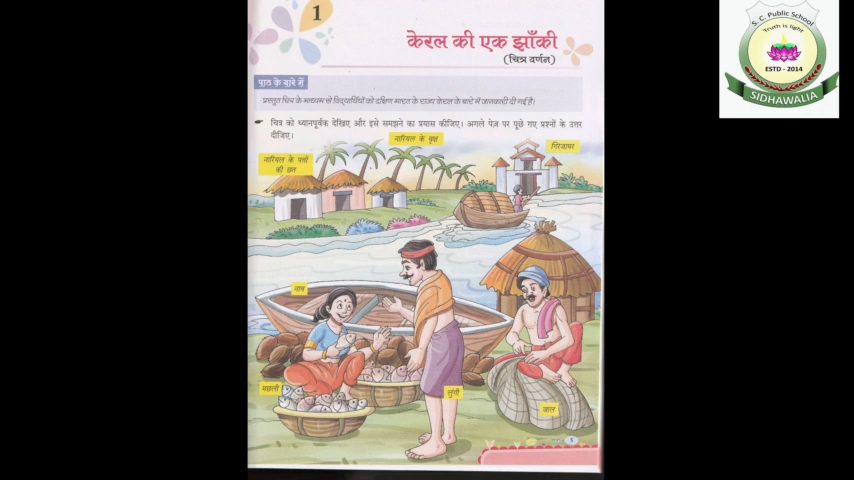 1
केरल की एक झाँकी
(चित्र वर्णन)
पाठ के बारे में
प्रस्तुत चित्र के माध्यम से विद्यार्थियों को दक्षिण भारत के राज्य केरल के बारे में जानकारी दी गई है।
चित्र को ध्यानपूर्वक देखिए और इसे समझने का प्रयास कीजिए। अगले पेज़ पर पूछे गए प्रश्नों के उत्तर
दीजिए।
नारियल के वृक्ष
गिरजाघर
नारियल के पत्तों
की छत
नाव
मछली
लुंगी
जाल
5
S. C. Public School
Truth is light
ESTD - 2014
SIDHAWALIA